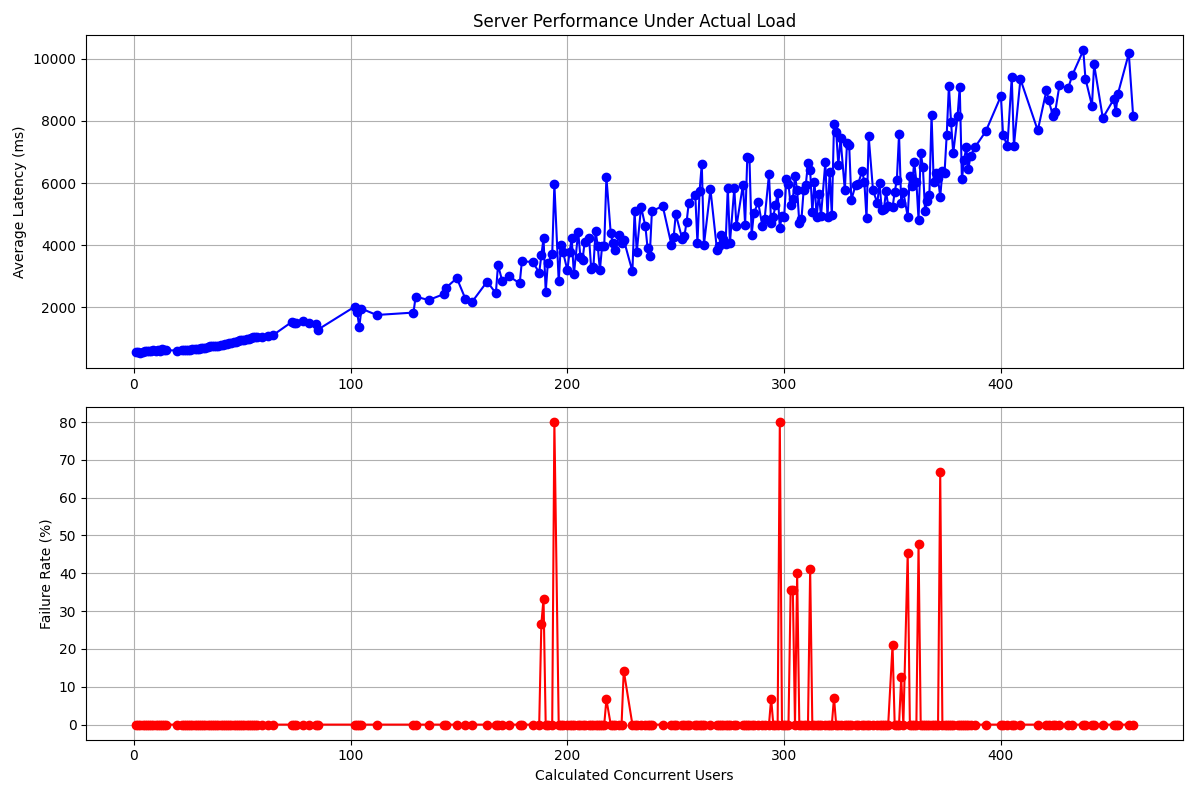 Server Performance Under Actual Load
Average Latency (ms)
10000
8000
6000
4000
2000
0 100 200 300 400
Failure Rate (%)
80
70
60
50
40
30
20
10
0
0 100 200 300 400
Calculated Concurrent Users